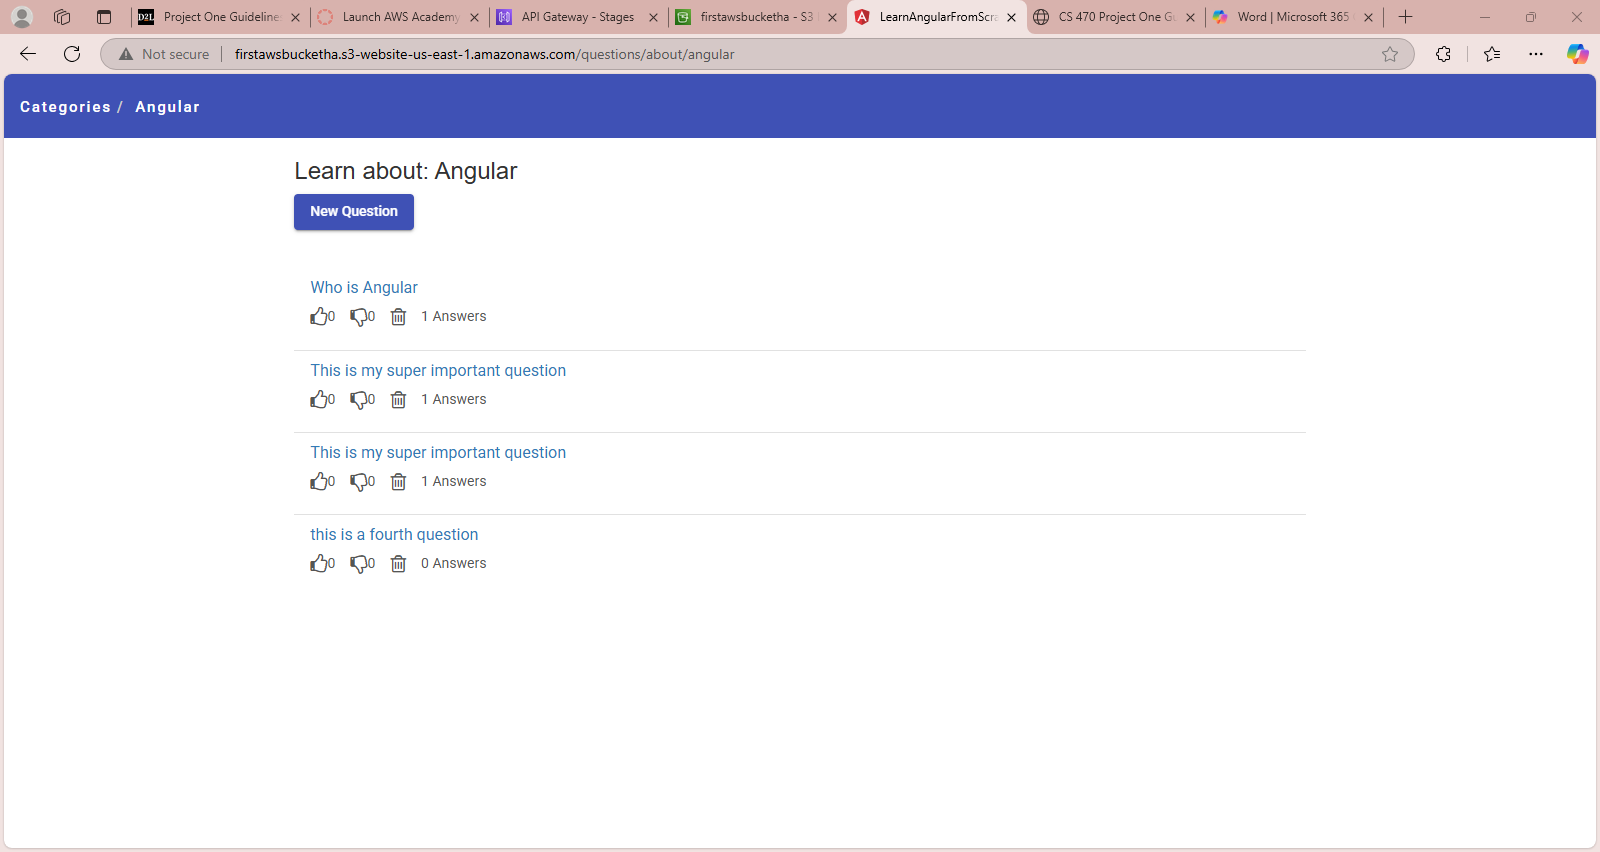 D2L Project One Guideline
Launch AWS Academy
API Gateway - Stages
firstawsbucketha - S3
LearnAngularFromScra
CS 470 Project One Gu
Word | Microsoft 365
Not secure
firstawsbucketha.s3-website-us-east-1.amazonaws.com/questions/about/angular
Categories / Angular
Learn about: Angular
New Question
Who is Angular
0 0 1 Answers
This is my super important question
0 0 1 Answers
This is my super important question
0 0 1 Answers
this is a fourth question
0 0 0 Answers